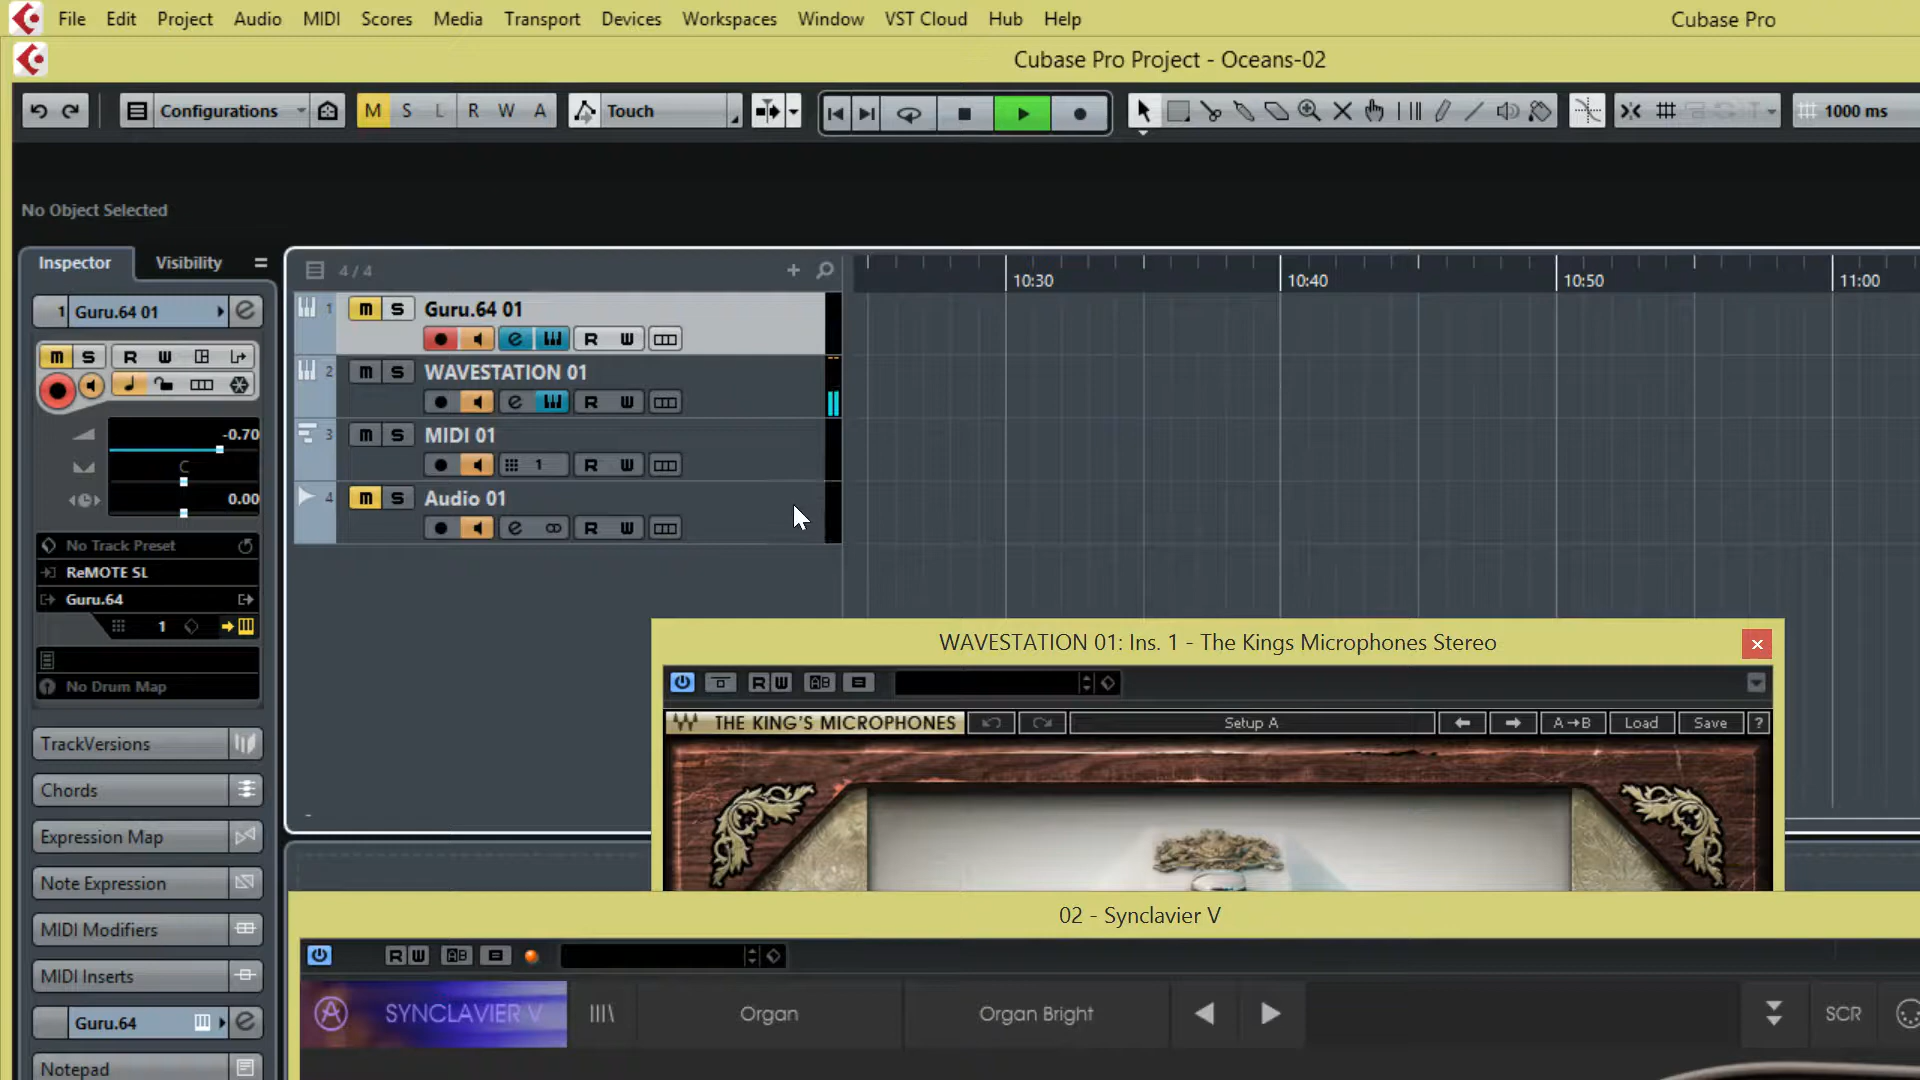 File Edit Project Audio MIDI Scores Media Transport Devices Workspaces Window VST Cloud Hub Help Cubase Pro
Cubase Pro Project - Oceans-02
Configurations M S L R W A Touch 1000 ms
No Object Selected
Inspector Visibility
4 / 4
10:30 10:40 10:50 11:00
1 Guru.64 01
m S R W
-0.70
C
0.00
No Track Preset
ReMOTE SL
Guru.64
1
No Drum Map
TrackVersions
Chords
Expression Map
Note Expression
MIDI Modifiers
MIDI Inserts
Guru.64
Notepad
1 m S Guru.64 01
e R W
2 m S WAVESTATION 01
e R W
3 m S MIDI 01
1 R W
4 m S Audio 01
e R W
WAVESTATION 01: Ins. 1 - The Kings Microphones Stereo
R W
THE KING'S MICROPHONES Setup A A→B Load Save ?
02 - Synclavier V
R W
SYNCLAVIER V Organ Organ Bright SCR